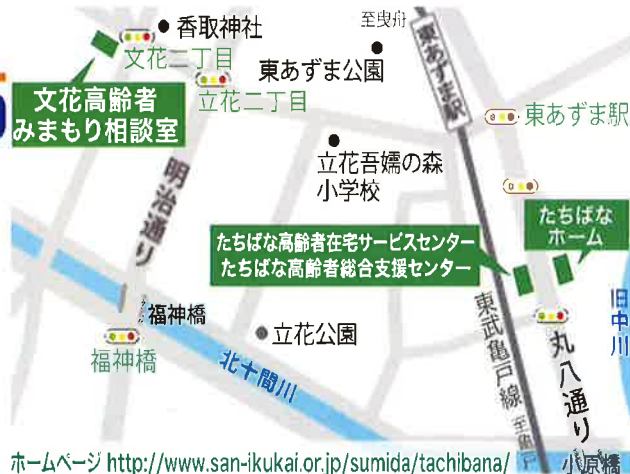 香取神社
文花二丁目
至曳舟
東あずま公園
東あずま駅
文花高齢者
みまもり相談室
立花二丁目
東あずま駅
立花吾嬬の森
小学校
明治通り
たちばな
ホーム
たちばな高齢者在宅サービスセンター
たちばな高齢者総合支援センター
旧中川
福神橋
福神橋
立花公園
北十間川
東武亀戸線
至亀戸
丸八通り
小原橋
ホームページ http://www.san-ikukai.or.jp/sumida/tachibana/